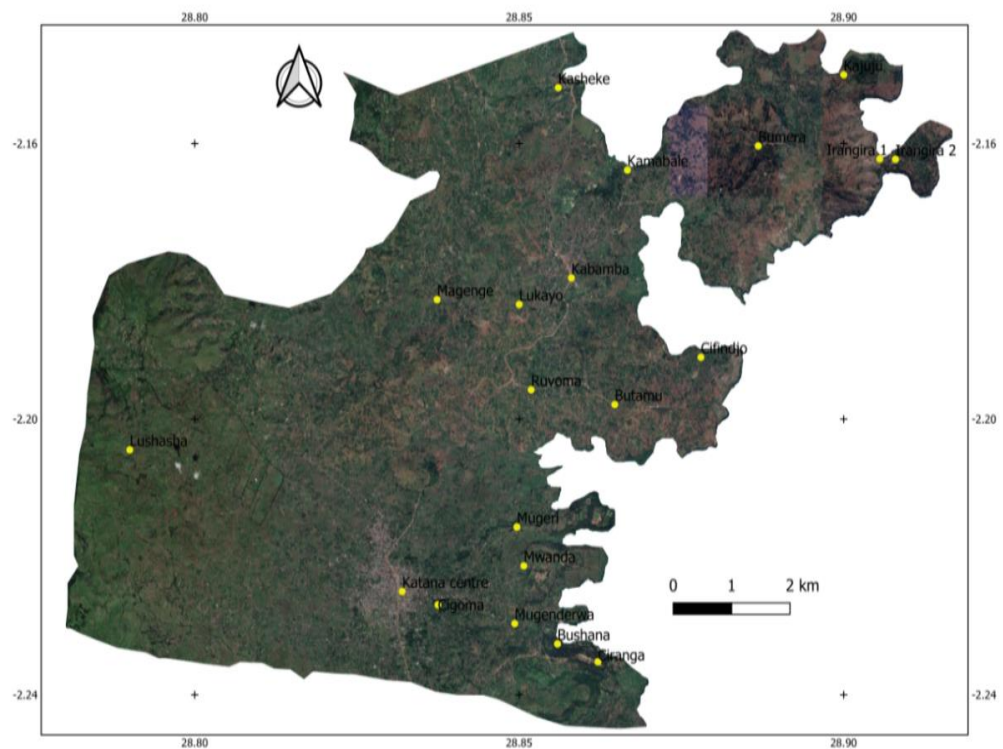 28.80 28.85 28.90
Kajuju
Kasheke
-2.16 -2.16
Bumera
Irangira 1 Irangira 2
Kamabale
Kabamba
Magenge
Lukayo
Cifindjo
Ruvoma
Butamu
-2.20 -2.20
Lushasha
Mugeri
Mwanda
0 1 2 km
Katana centre
Cigoma
Mugenderwa
Bushana
Ciranga
-2.24 -2.24
28.80 28.85 28.90